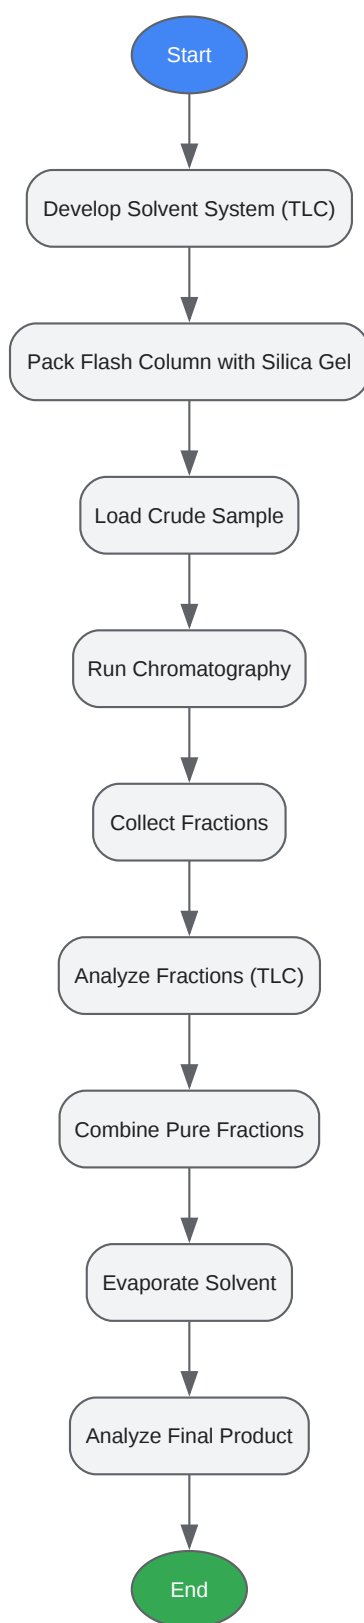 Start
Develop Solvent System (TLC)
Pack Flash Column with Silica Gel
Load Crude Sample
Run Chromatography
Collect Fractions
Analyze Fractions (TLC)
Combine Pure Fractions
Evaporate Solvent
Analyze Final Product
End